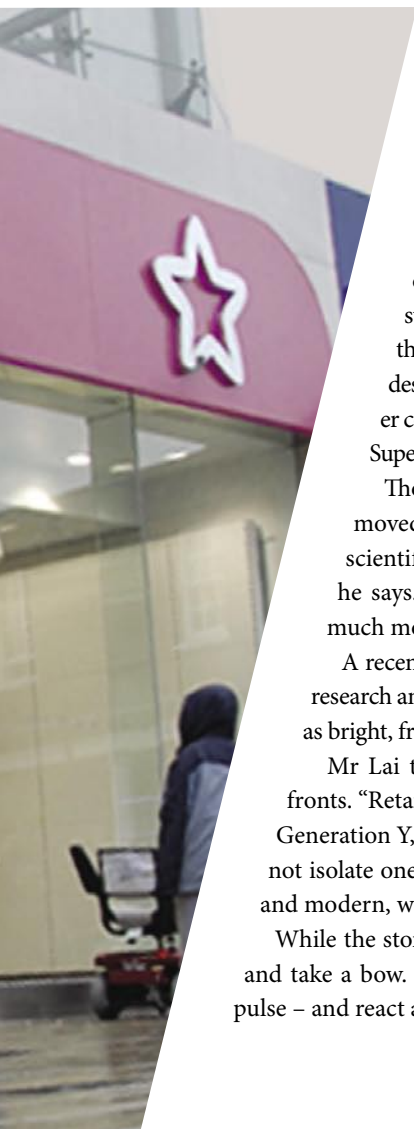 th
des
er c
Supe
The
moved
scientif
he says.
much mo
A recen
research an
as bright, fr
Mr Lai t
fronts. “Reta
Generation Y,
not isolate one
and modern, w
While the stor
and take a bow.
pulse – and react a